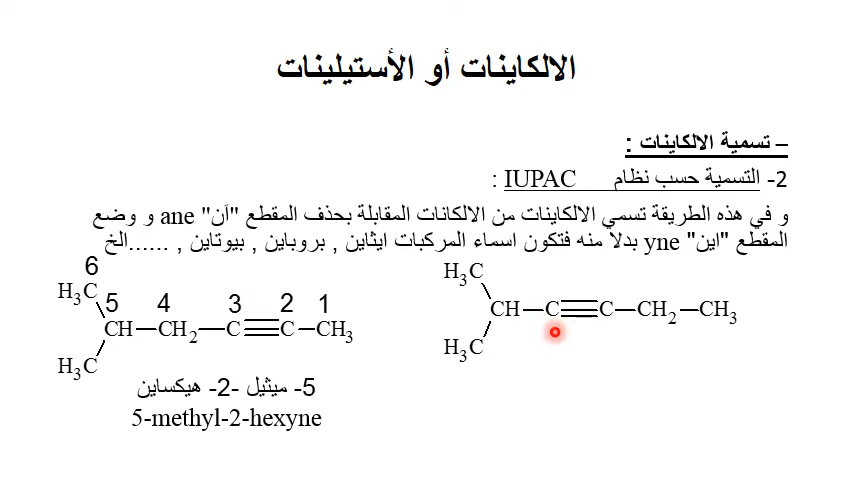 الالكاينات أو الأستيلينات
– تسمية الالكاينات :
2- التسمية حسب نظام IUPAC :
و في هذه الطريقة تسمي الالكاينات من الالكانات المقابلة بحذف المقطع "آن" ane و وضع
المقطع "اين" yne بدلا منه فتكون اسماء المركبات ايثاين , بروباين , بيوتاين , ......الخ
6
H3C
5 4 3 2 1
CH—CH2—C≡C—CH3
H3C
5- ميثيل -2- هيكساين
5-methyl-2-hexyne
H3C
CH—C≡C—CH2—CH3
H3C